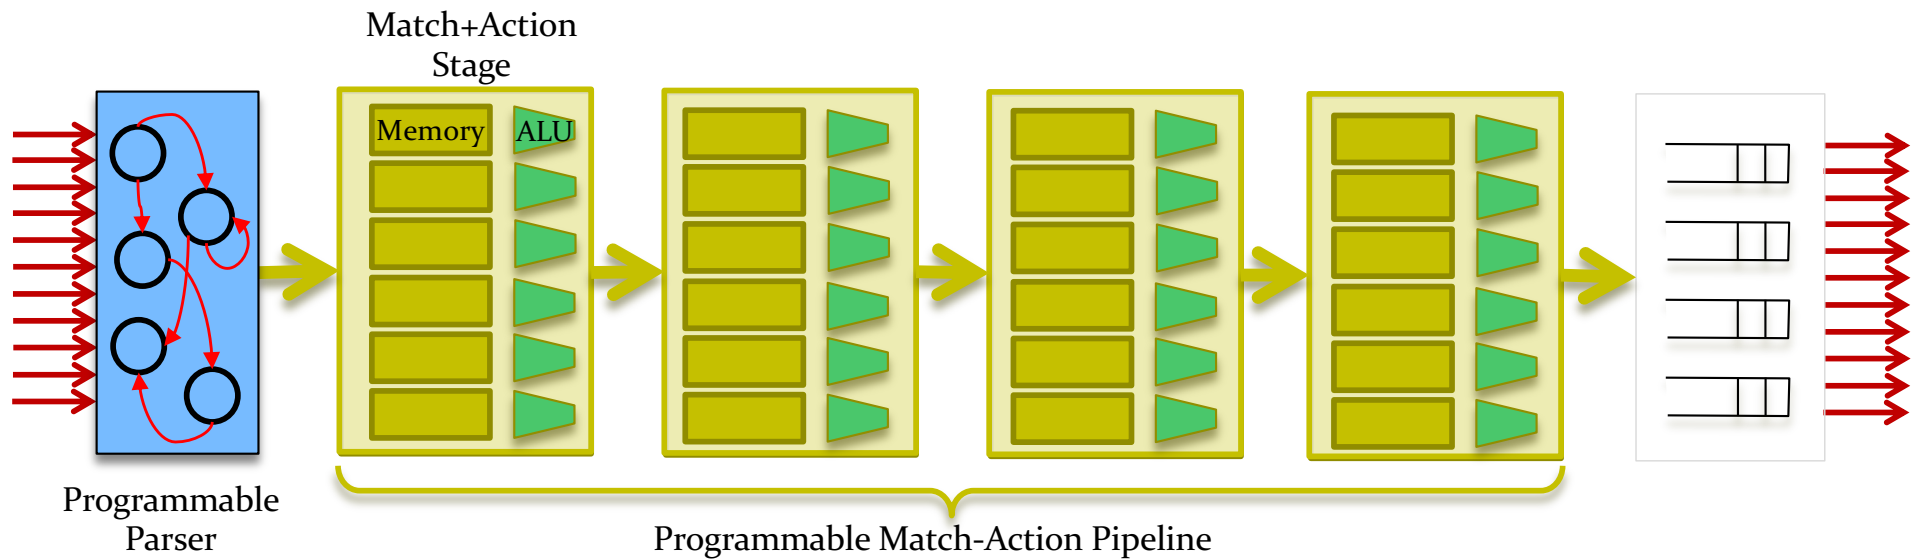 Match+Action
Stage
Memory
ALU
Programmable
Parser
Programmable Match-Action Pipeline